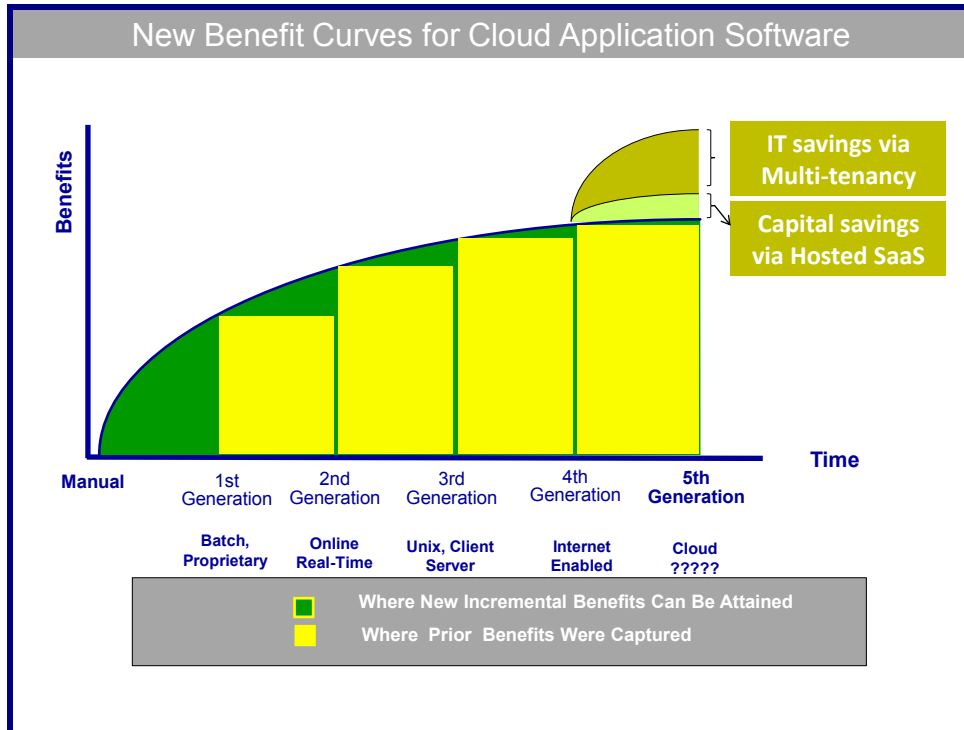 New Benefit Curves for Cloud Application Software
Benefits
IT savings via
Multi-tenancy
Capital savings
via Hosted SaaS
Time
Manual
1st
Generation
2nd
Generation
3rd
Generation
4th
Generation
5th
Generation
Batch,
Proprietary
Online
Real-Time
Unix, Client
Server
Internet
Enabled
Cloud
?????
Where New Incremental Benefits Can Be Attained
Where Prior Benefits Were Captured